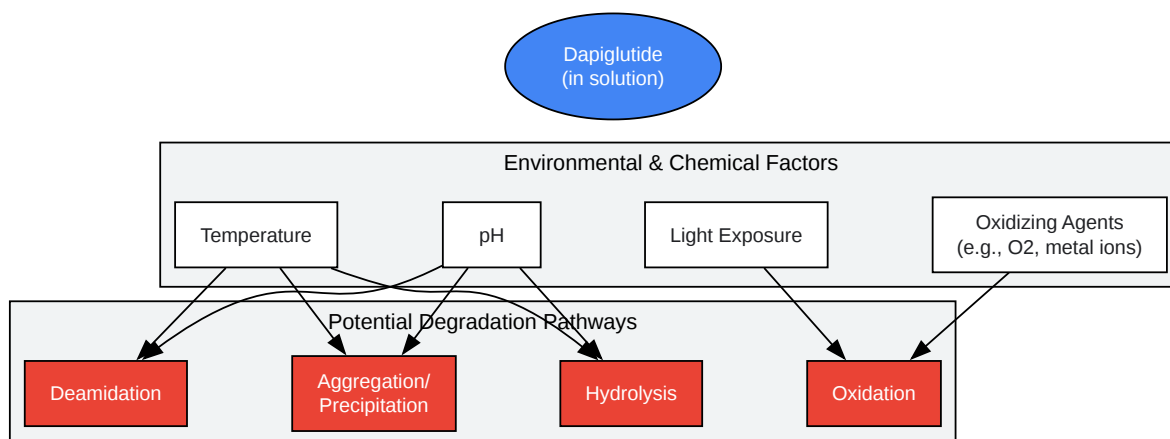 Dapiglutide
(in solution)
Environmental & Chemical Factors
Temperature
pH
Light Exposure
Oxidizing Agents
(e.g., O2, metal ions)
Potential Degradation Pathways
Deamidation
Aggregation/
Precipitation
Hydrolysis
Oxidation